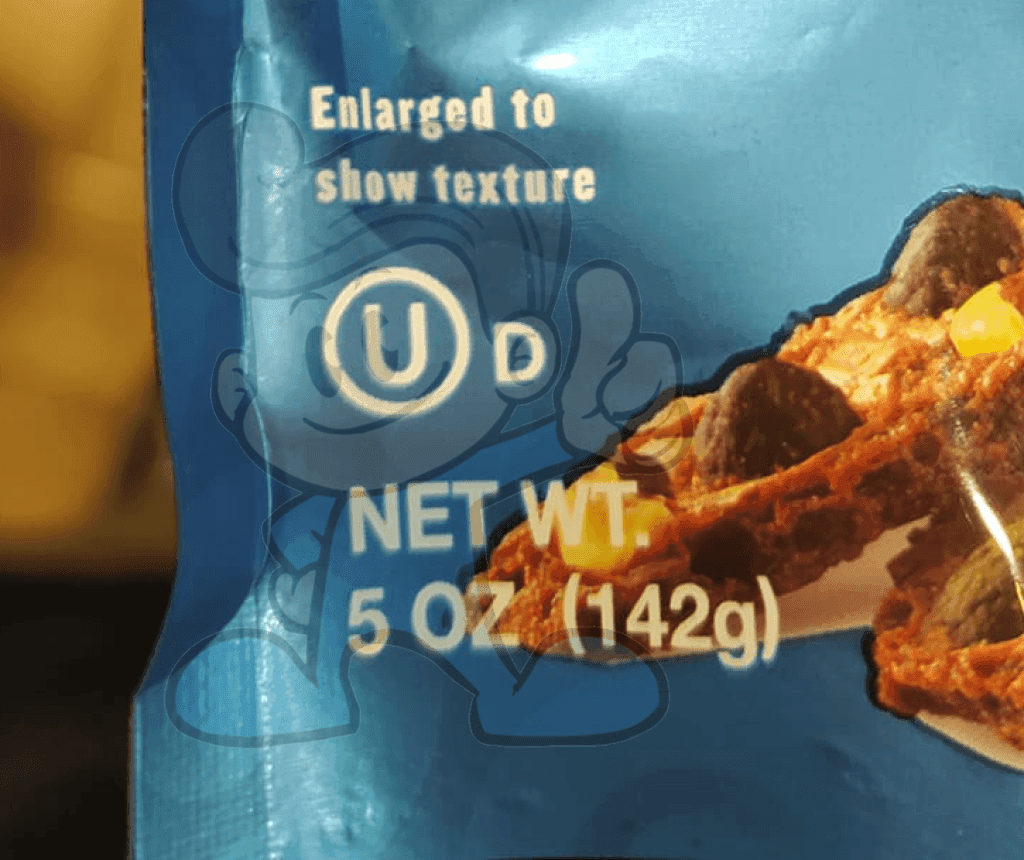 Enlarged to
show texture
Ⓤ D
NET WT.
5 OZ (142g)